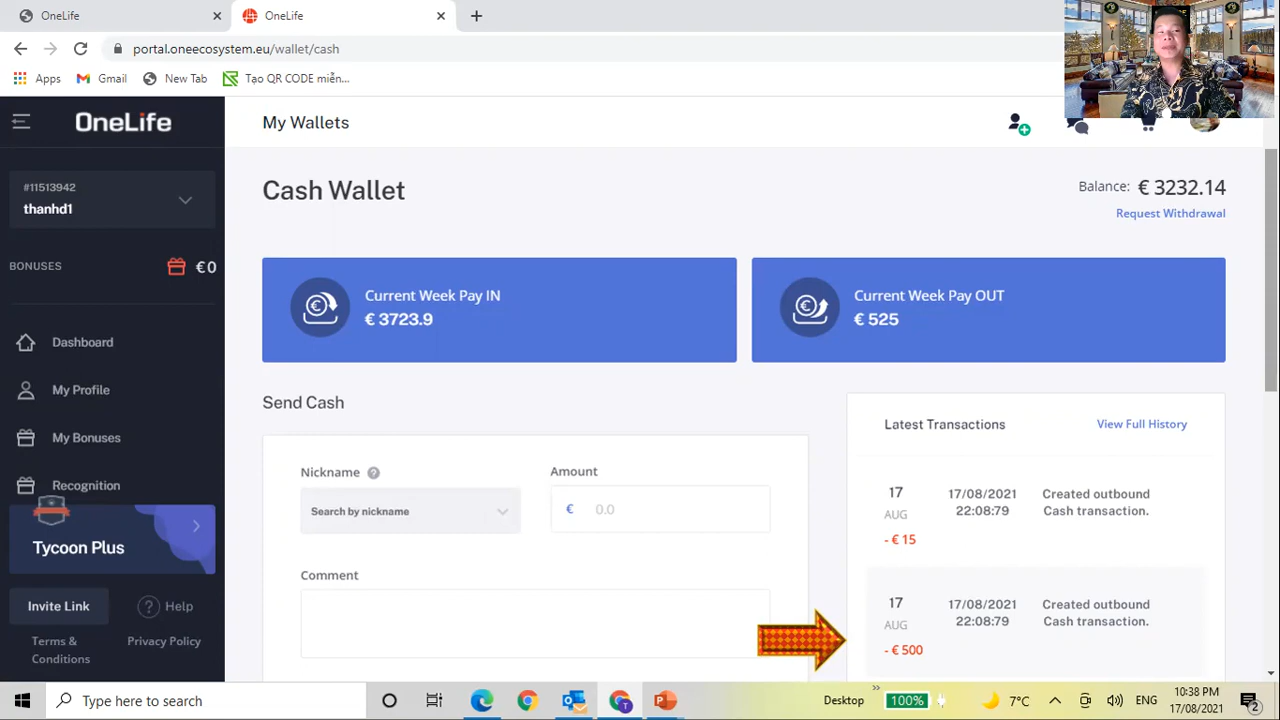 OneLife
OneLife
portal.oneecosystem.eu/wallet/cash
Apps
Gmail
New Tab
Tạo QR CODE miễn...
OneLife
#11513942
thanhd1
BONUSES
€0
Dashboard
My Profile
My Bonuses
Recognition
Tycoon Plus
Invite Link
? Help
Terms & Conditions
Privacy Policy
My Wallets
Cash Wallet
Balance: € 3232.14
Request Withdrawal
Current Week Pay IN
€ 3723.9
Current Week Pay OUT
€ 525
Send Cash
Nickname ?
Search by nickname
Amount
€ 0.0
Comment
Latest Transactions
View Full History
17 AUG
17/08/2021 22:08:79
Created outbound Cash transaction.
- € 15
17 AUG
17/08/2021 22:08:79
Created outbound Cash transaction.
- € 500
Type here to search
Desktop
100%
7°C
ENG
10:38 PM
17/08/2021
2